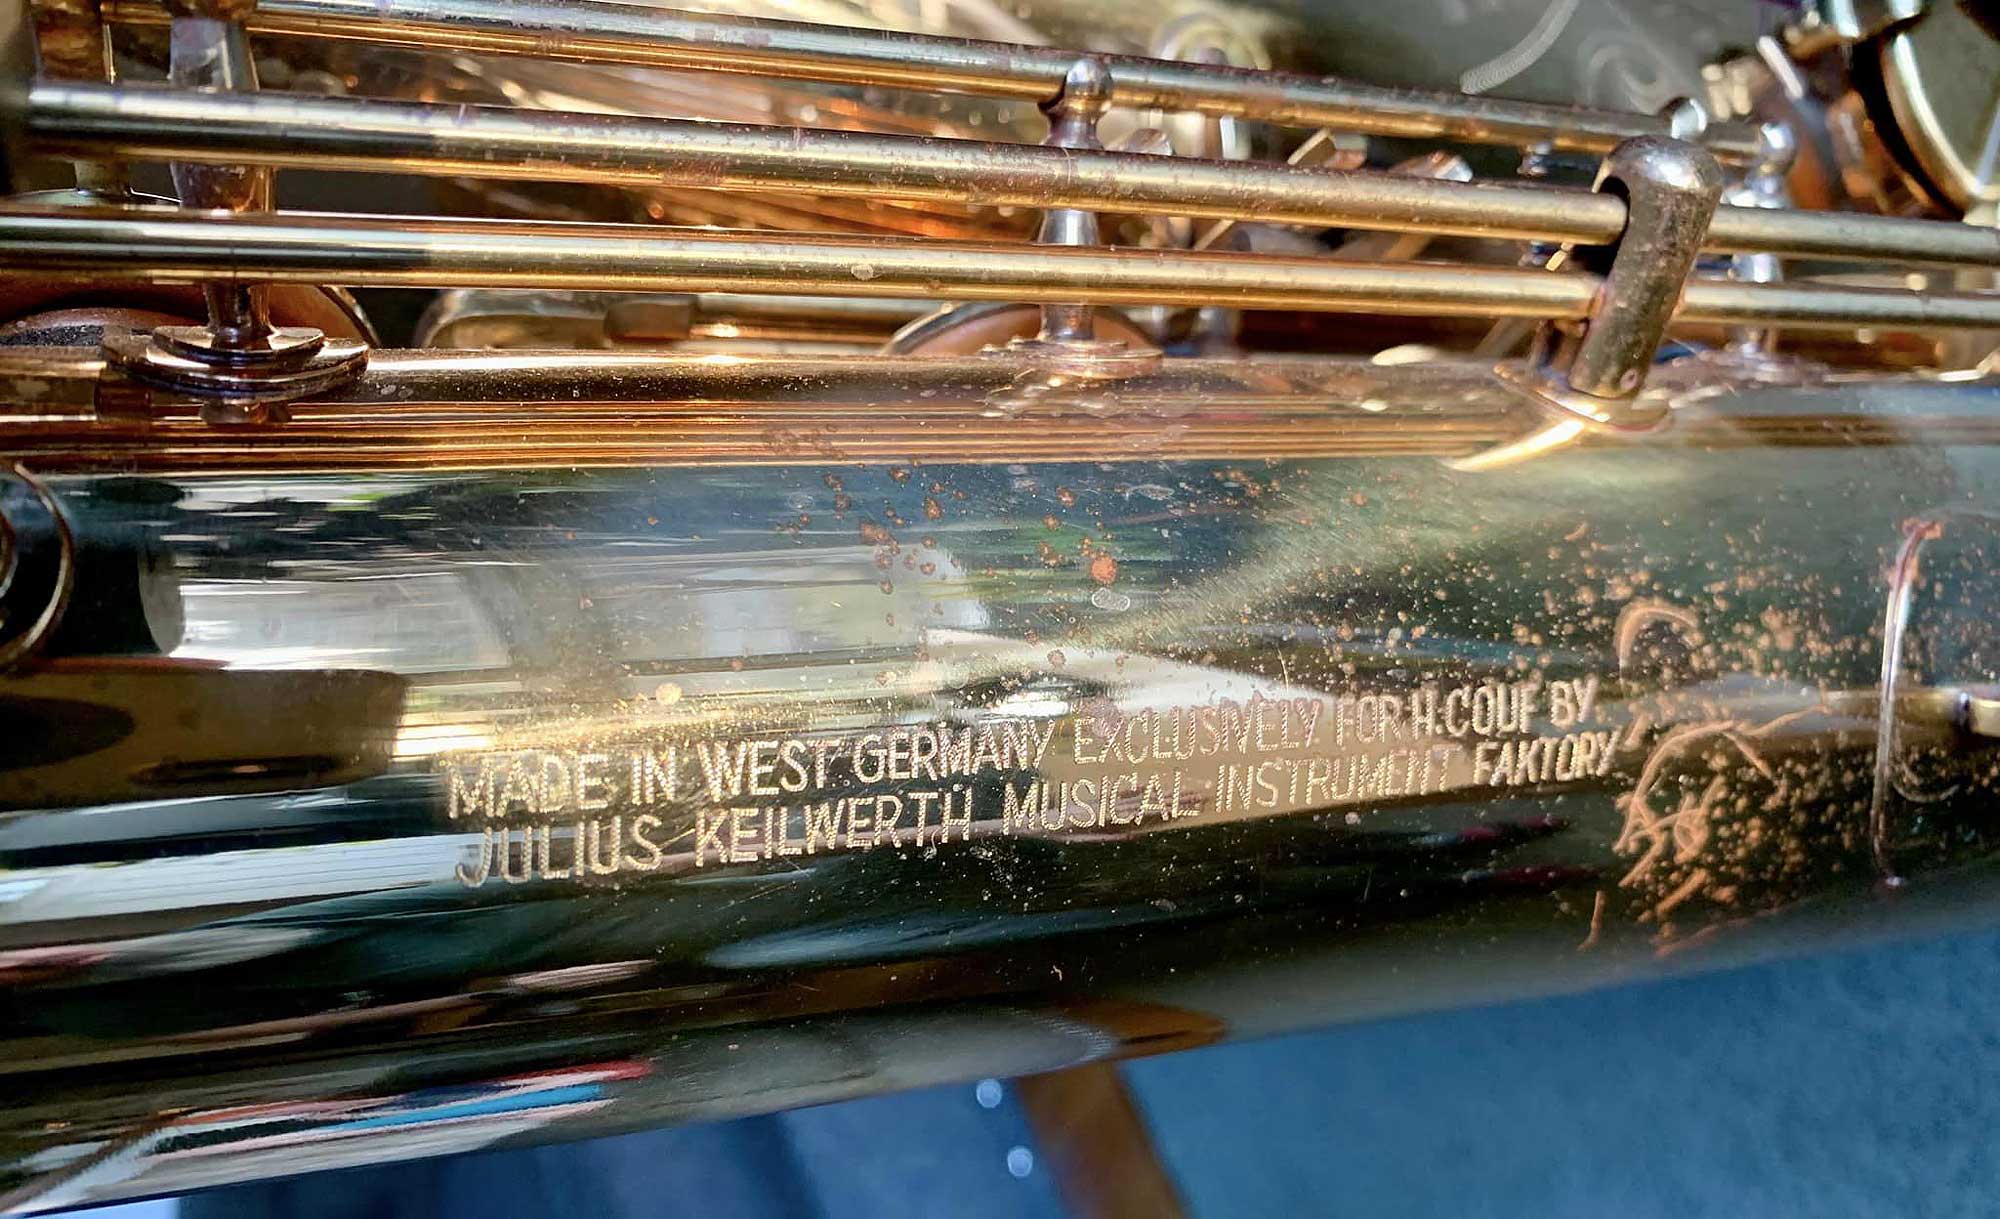 MADE IN WEST GERMANY EXCLUSIVELY FOR H.COUF BY
JULIUS KEILWERTH MUSICAL INSTRUMENT FAKTORY